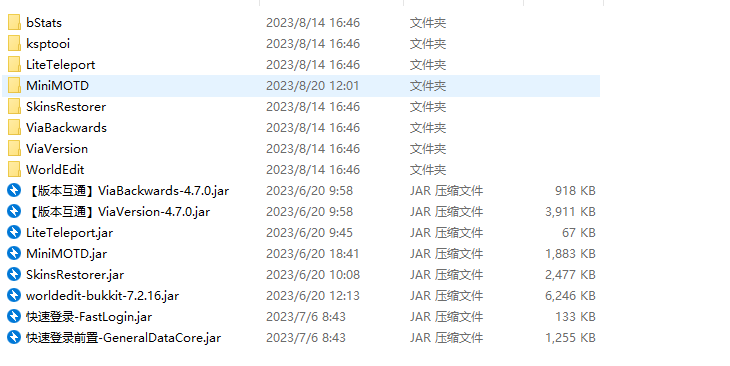 bStats 2023/8/14 16:46 文件夹
ksptooi 2023/8/14 16:46 文件夹
LiteTeleport 2023/8/14 16:46 文件夹
MiniMOTD 2023/8/20 12:01 文件夹
SkinsRestorer 2023/8/14 16:46 文件夹
ViaBackwards 2023/8/14 16:46 文件夹
ViaVersion 2023/8/14 16:46 文件夹
WorldEdit 2023/8/14 16:46 文件夹
【版本互通】ViaBackwards-4.7.0.jar 2023/6/20 9:58 JAR 压缩文件 918 KB
【版本互通】ViaVersion-4.7.0.jar 2023/6/20 9:58 JAR 压缩文件 3,911 KB
LiteTeleport.jar 2023/6/20 9:45 JAR 压缩文件 67 KB
MiniMOTD.jar 2023/6/20 18:41 JAR 压缩文件 1,883 KB
SkinsRestorer.jar 2023/6/20 10:08 JAR 压缩文件 2,477 KB
worldedit-bukkit-7.2.16.jar 2023/6/20 12:13 JAR 压缩文件 6,246 KB
快速登录-FastLogin.jar 2023/7/6 8:43 JAR 压缩文件 133 KB
快速登录前置-GeneralDataCore.jar 2023/7/6 8:43 JAR 压缩文件 1,255 KB